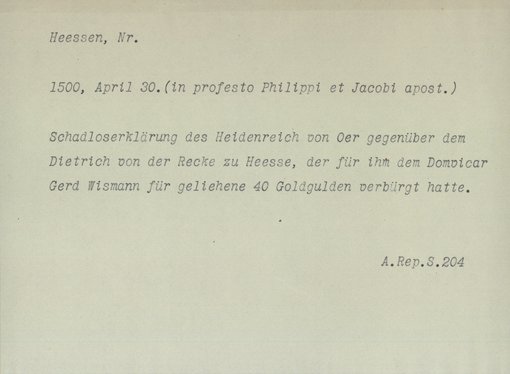 Heessen, Nr.
1500, April 30.(in profesto Philippi et Jacobi apost.)
Schadloserklärung des Heidenreich von Oer gegenüber dem
Dietrich von der Recke zu Heesse, der für ihm dem Domvicar
Gerd Wismann für geliehene 40 Goldgulden verbürgt hatte.
A.Rep.S.204